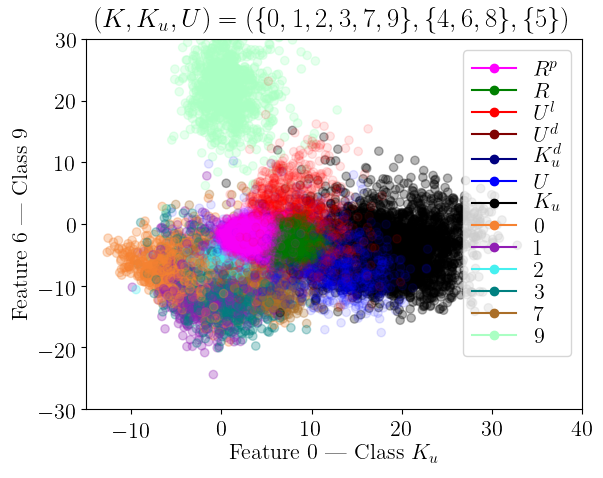 (K, K_u, U) = ({0, 1, 2, 3, 7, 9}, {4, 6, 8}, {5})
30
20
10
0
−10
−20
−30
Feature 6 — Class 9
R^p
R
U^l
U^d
K_u^d
U
K_u
0
1
2
3
7
9
−10
0
10
20
30
40
Feature 0 — Class K_u